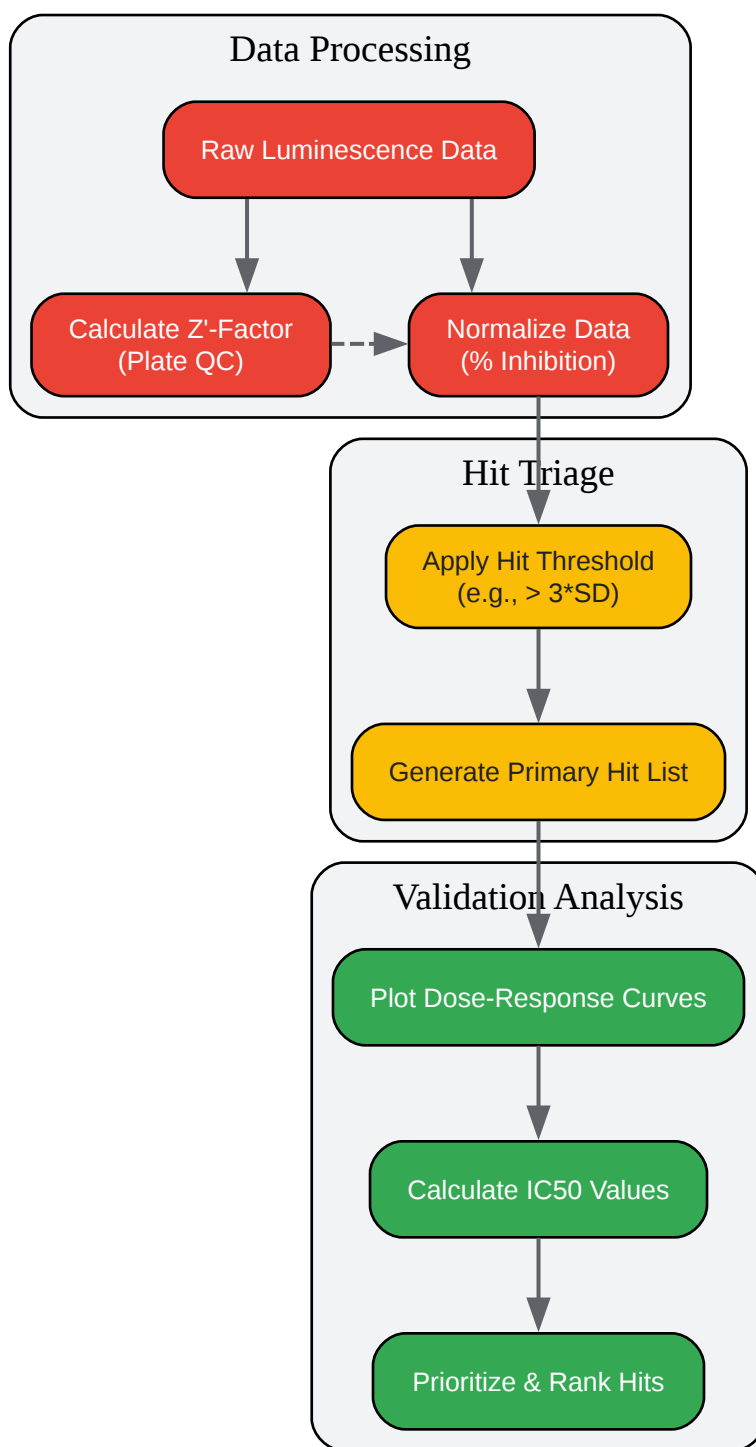 Data Processing
Raw Luminescence Data
Calculate Z'-Factor
(Plate QC)
Normalize Data
(% Inhibition)
Hit Triage
Apply Hit Threshold
(e.g., > 3*SD)
Generate Primary Hit List
Validation Analysis
Plot Dose-Response Curves
Calculate IC50 Values
Prioritize & Rank Hits